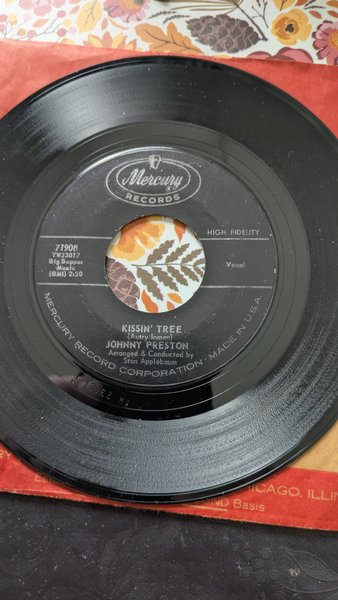 Mercury
RECORDS
HIGH FIDELITY
71908
YW23017
Big Bopper
Music
(BMI) 2:20
Vocal
KISSIN' TREE
(Autry Inman)
JOHNNY PRESTON
Arranged & Conducted by
Stan Applebaum
MERCURY RECORD CORPORATION · MADE IN U.S.A.
CHICAGO, ILLIN
Basis